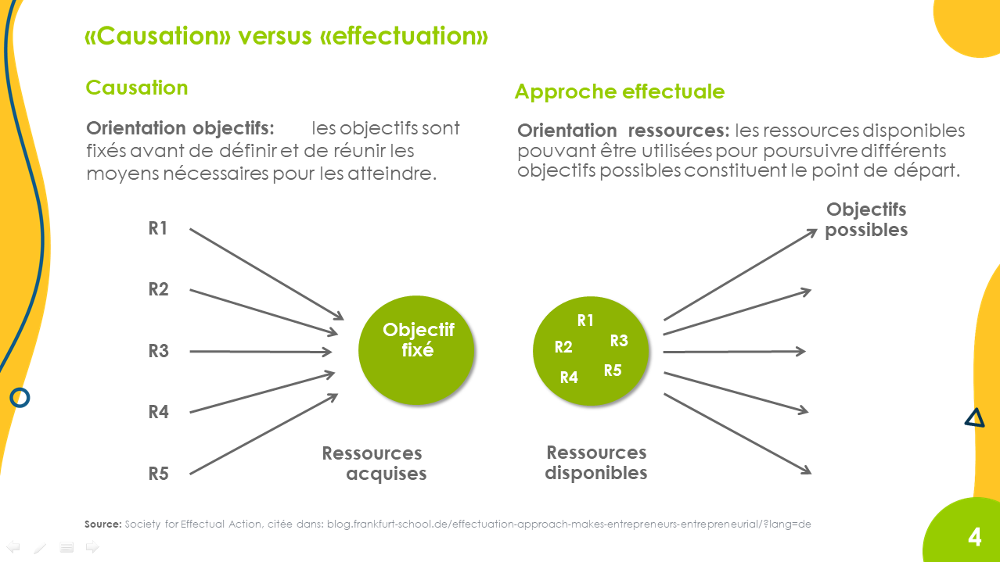 «Causation» versus «effectuation»
Causation
Orientation objectifs: les objectifs sont
fixés avant de définir et de réunir les
moyens nécessaires pour les atteindre.
R1
R2
R3
R4
R5
Objectif
fixé
Ressources
acquises
Approche effectuale
Orientation ressources: les ressources disponibles
pouvant être utilisées pour poursuivre différents
objectifs possibles constituent le point de départ.
Objectifs
possibles
R1
R2
R3
R4
R5
Ressources
disponibles
Source: Society for Effectual Action, citée dans: blog.frankfurt-school.de/effectuation-approach-makes-entrepreneurs-entrepreneurial/?lang=de
4